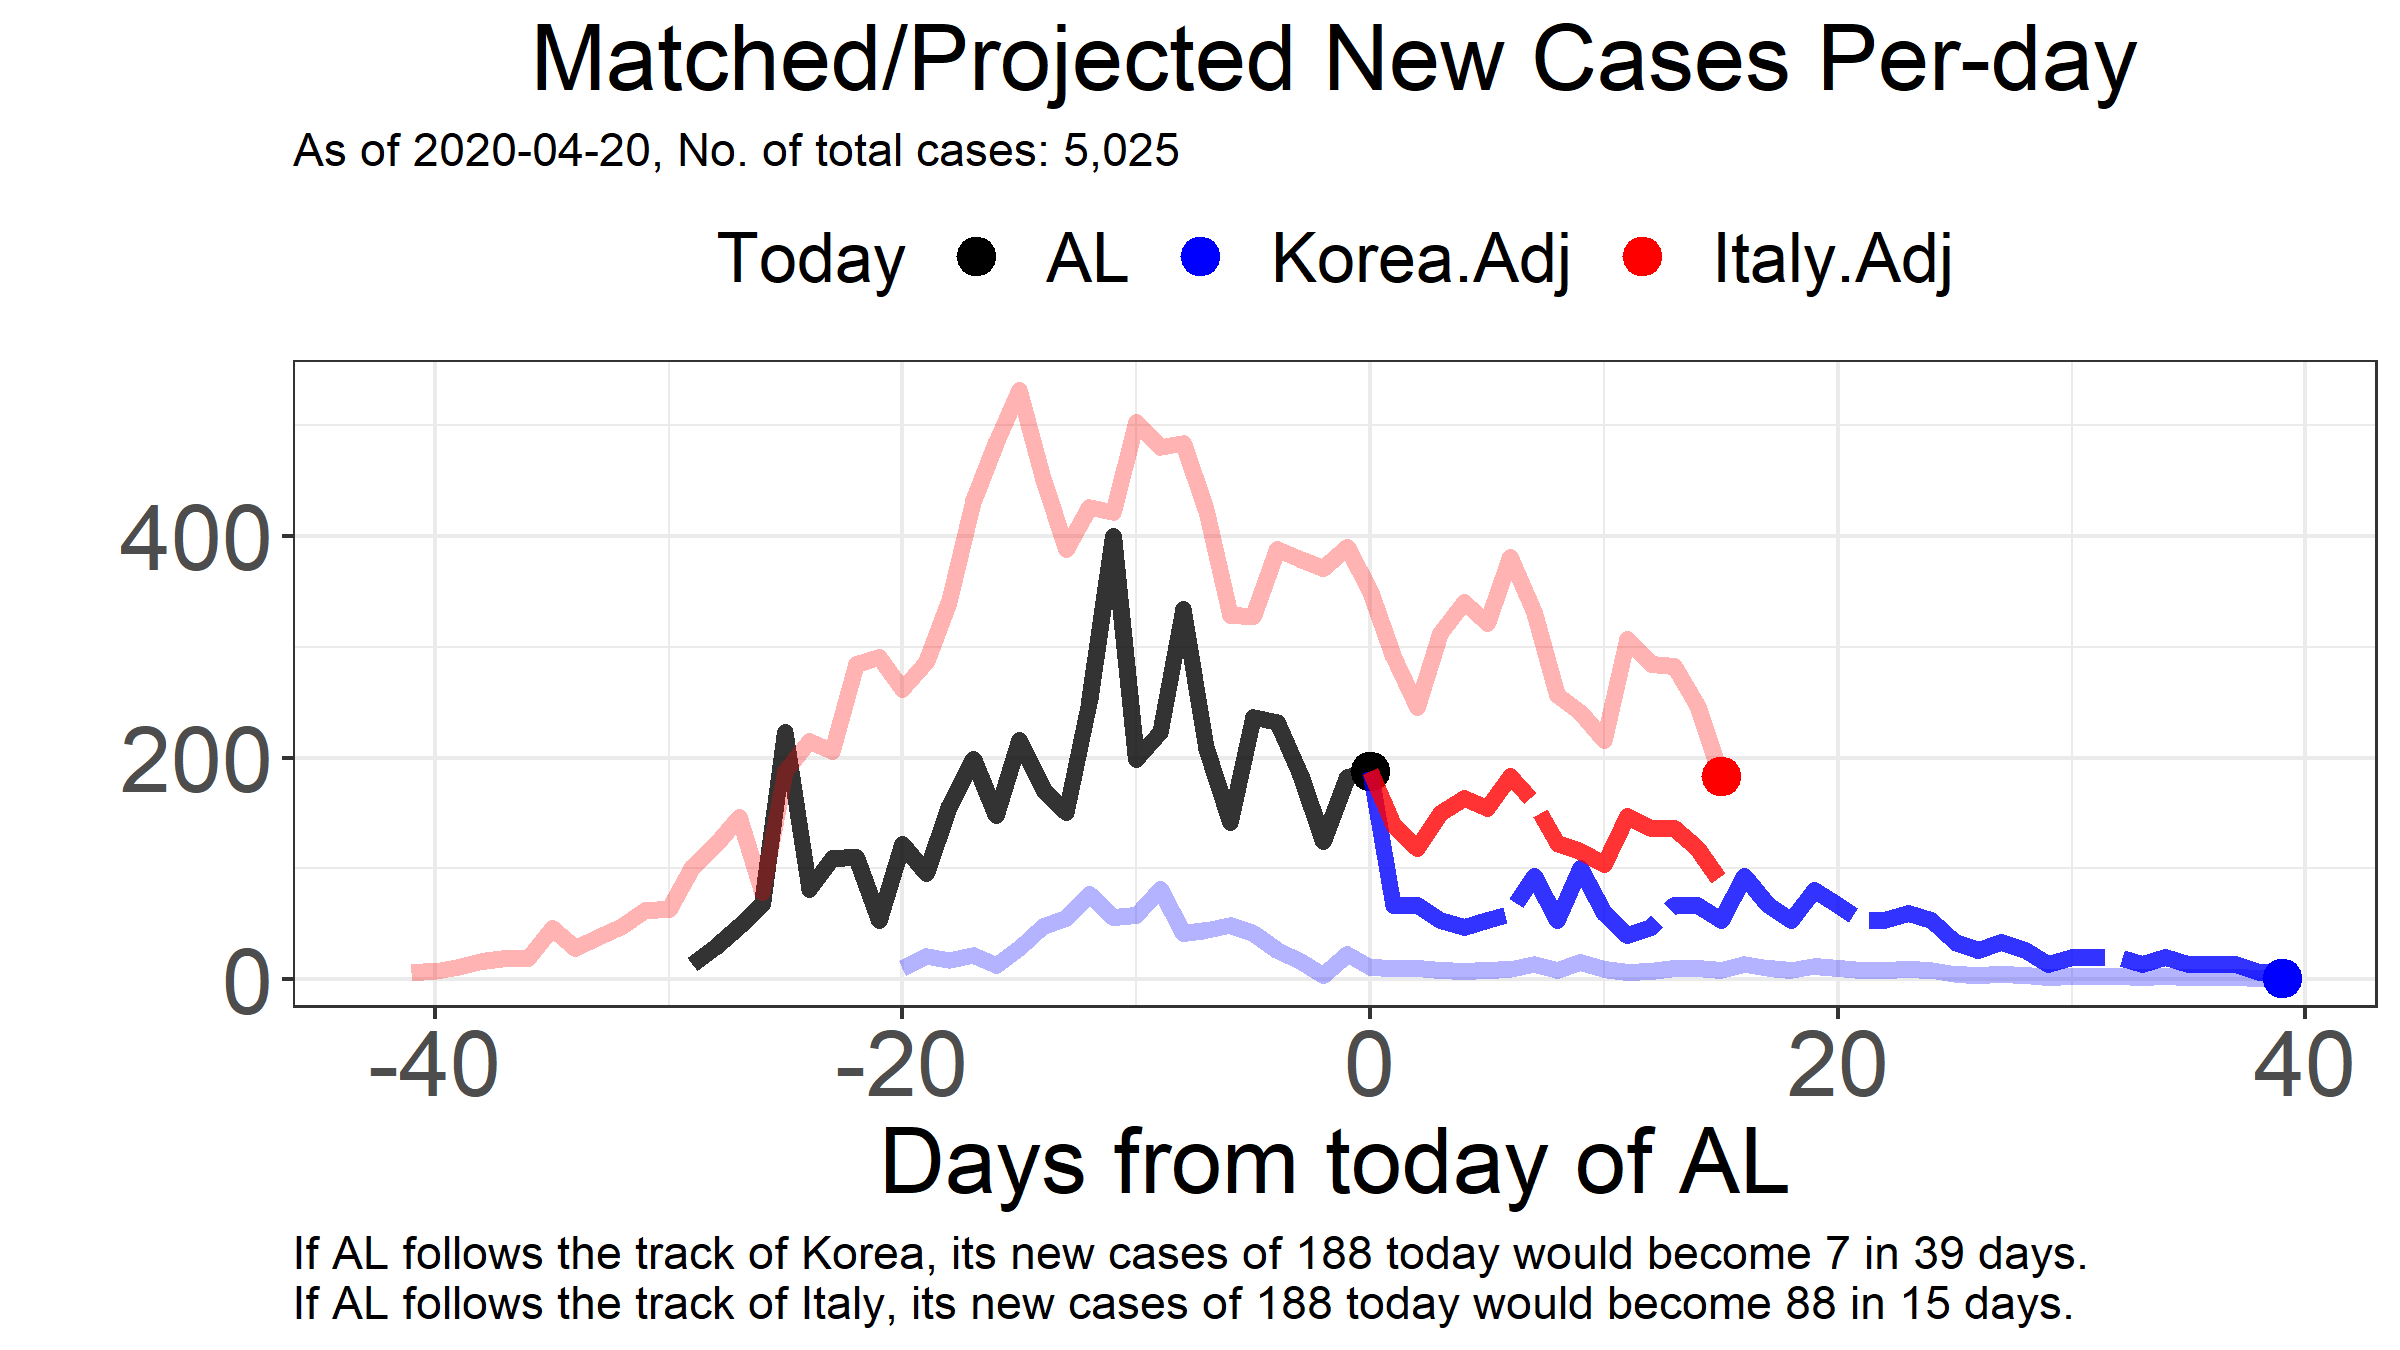 Matched/Projected New Cases Per-day
As of 2020-04-20, No. of total cases: 5,025
Today AL Korea.Adj Italy.Adj
400
200
0
-40 -20 0 20 40
Days from today of AL
If AL follows the track of Korea, its new cases of 188 today would become 7 in 39 days.
If AL follows the track of Italy, its new cases of 188 today would become 88 in 15 days.